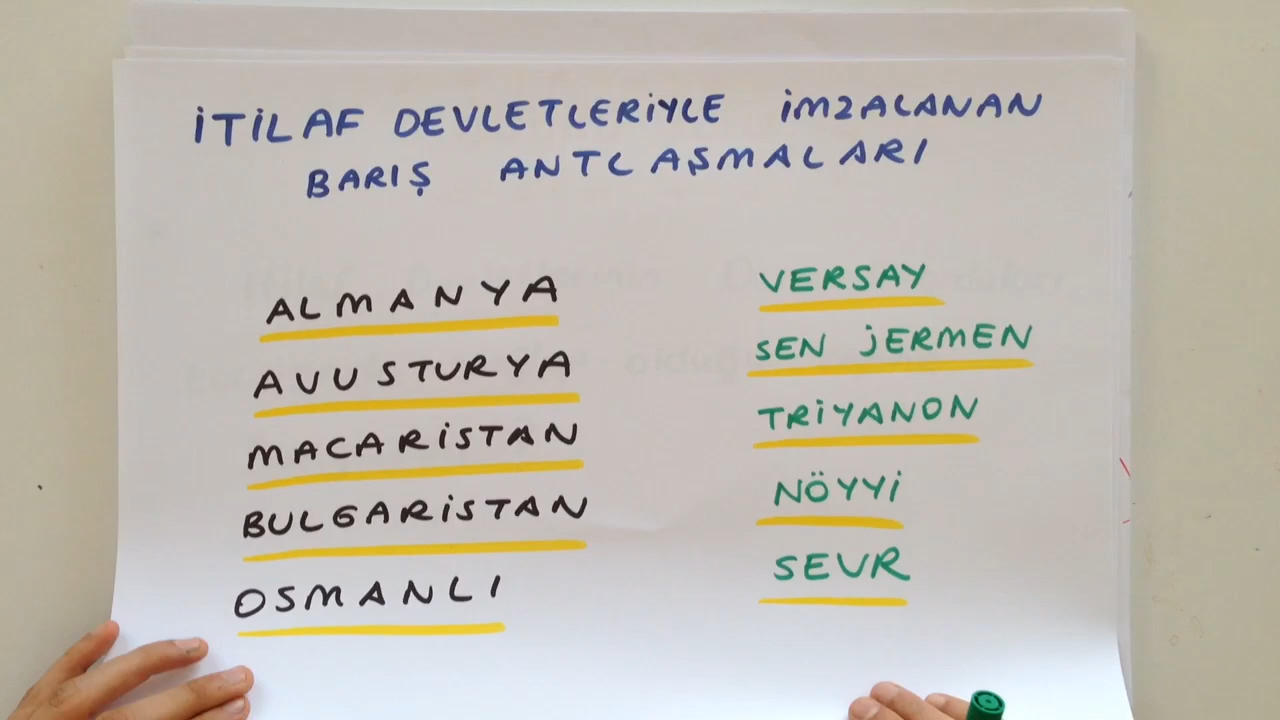 İTİLAF DEVLETLERİYLE İMZALANAN
BARIŞ ANTLAŞMALARI
ALMANYA VERSAY
AVUSTURYA SEN JERMEN
MACARİSTAN TRİYANON
BULGARİSTAN NÖYYİ
OSMANLI SEVR